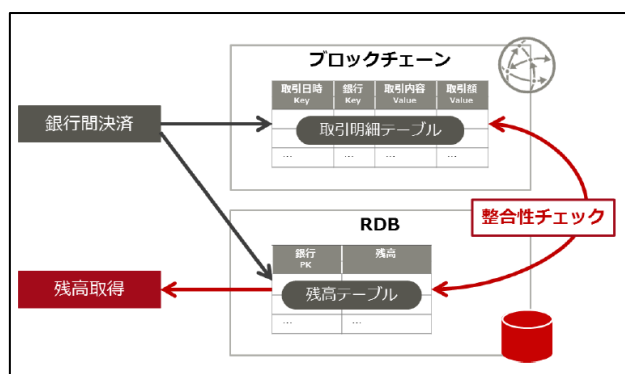 ブロックチェーン
取引日時 銀行 取引内容 取引額
Key Key Value Value
銀行間決済
取引明細テーブル
… … … …
整合性チェック
RDB
銀行 残高
PK
残高取得
残高テーブル
… …